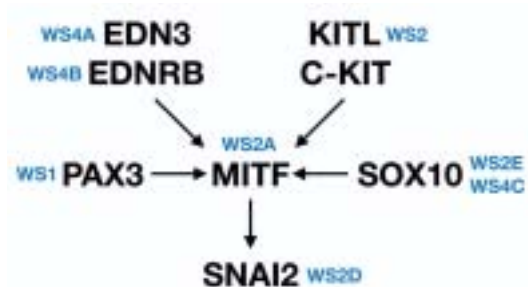 WS4A EDN3 KITL WS2
WS4B EDNRB C-KIT
WS2A
WS1 PAX3 MITF SOX10 WS2E
WS4C
SNAI2 WS2D